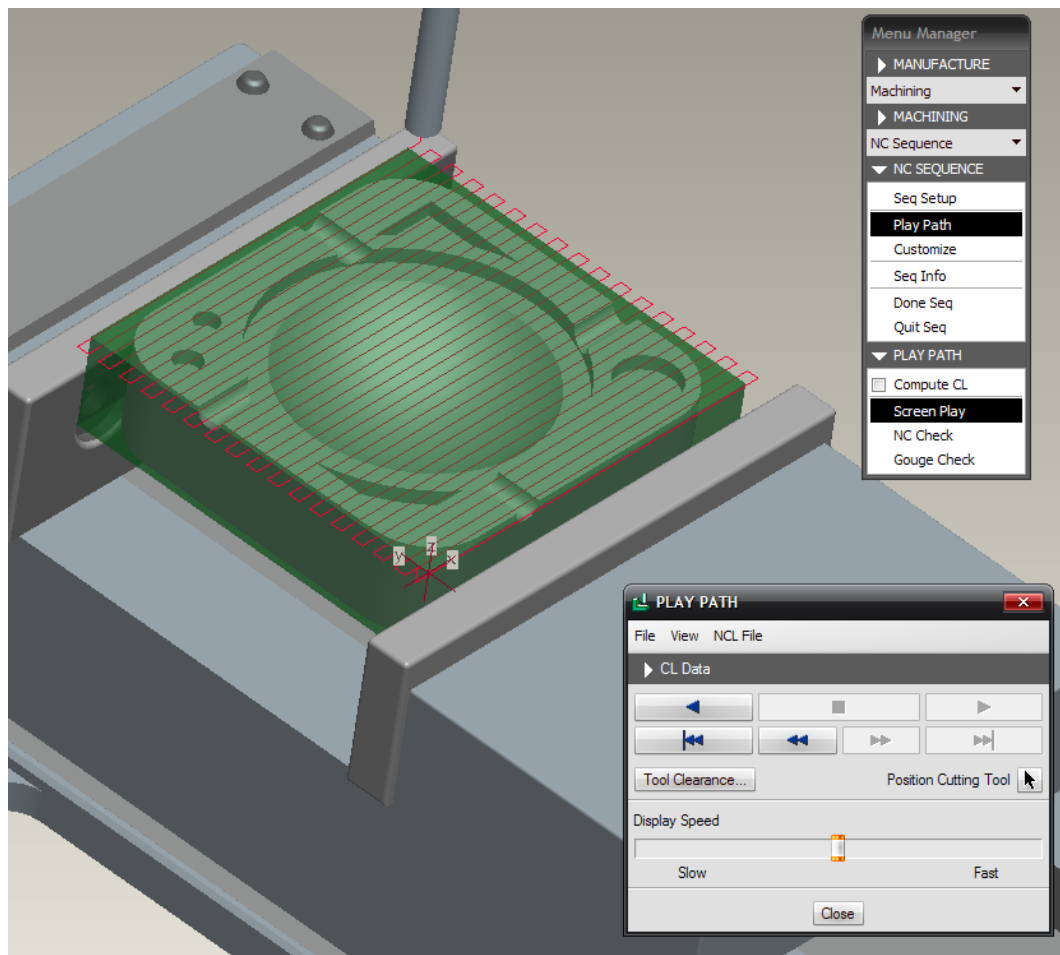 Menu Manager
MANUFACTURE
Machining
MACHINING
NC Sequence
NC SEQUENCE
Seq Setup
Play Path
Customize
Seq Info
Done Seq
Quit Seq
PLAY PATH
Compute CL
Screen Play
NC Check
Gouge Check
y z x
PLAY PATH
File View NCL File
CL Data
Tool Clearance... Position Cutting Tool
Display Speed
Slow Fast
Close